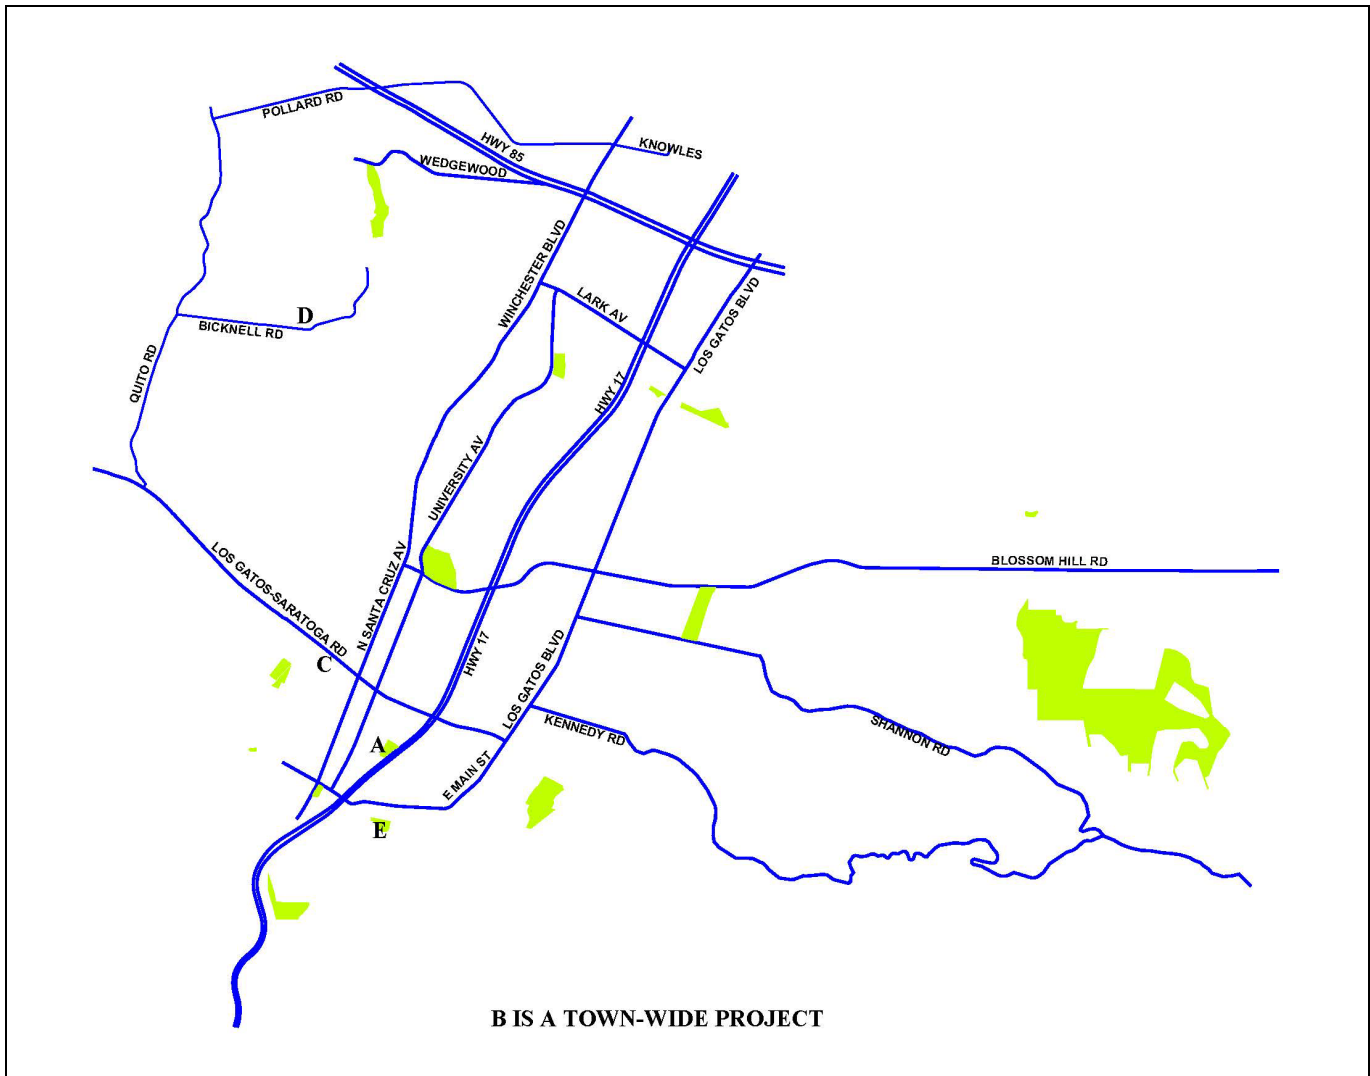 POLLARD RD
HWY 85
KNOWLES
WEDGEWOOD
WINCHESTER BLVD
LARK AV
LOS GATOS BLVD
D
BICKNELL RD
QUITO RD
HWY 17
UNIVERSITY AV
LOS GATOS-SARATOGA RD
N SANTA CRUZ AV
BLOSSOM HILL RD
C
HWY 17
LOS GATOS BLVD
KENNEDY RD
SHANNON RD
A
E MAIN ST
E
B IS A TOWN-WIDE PROJECT